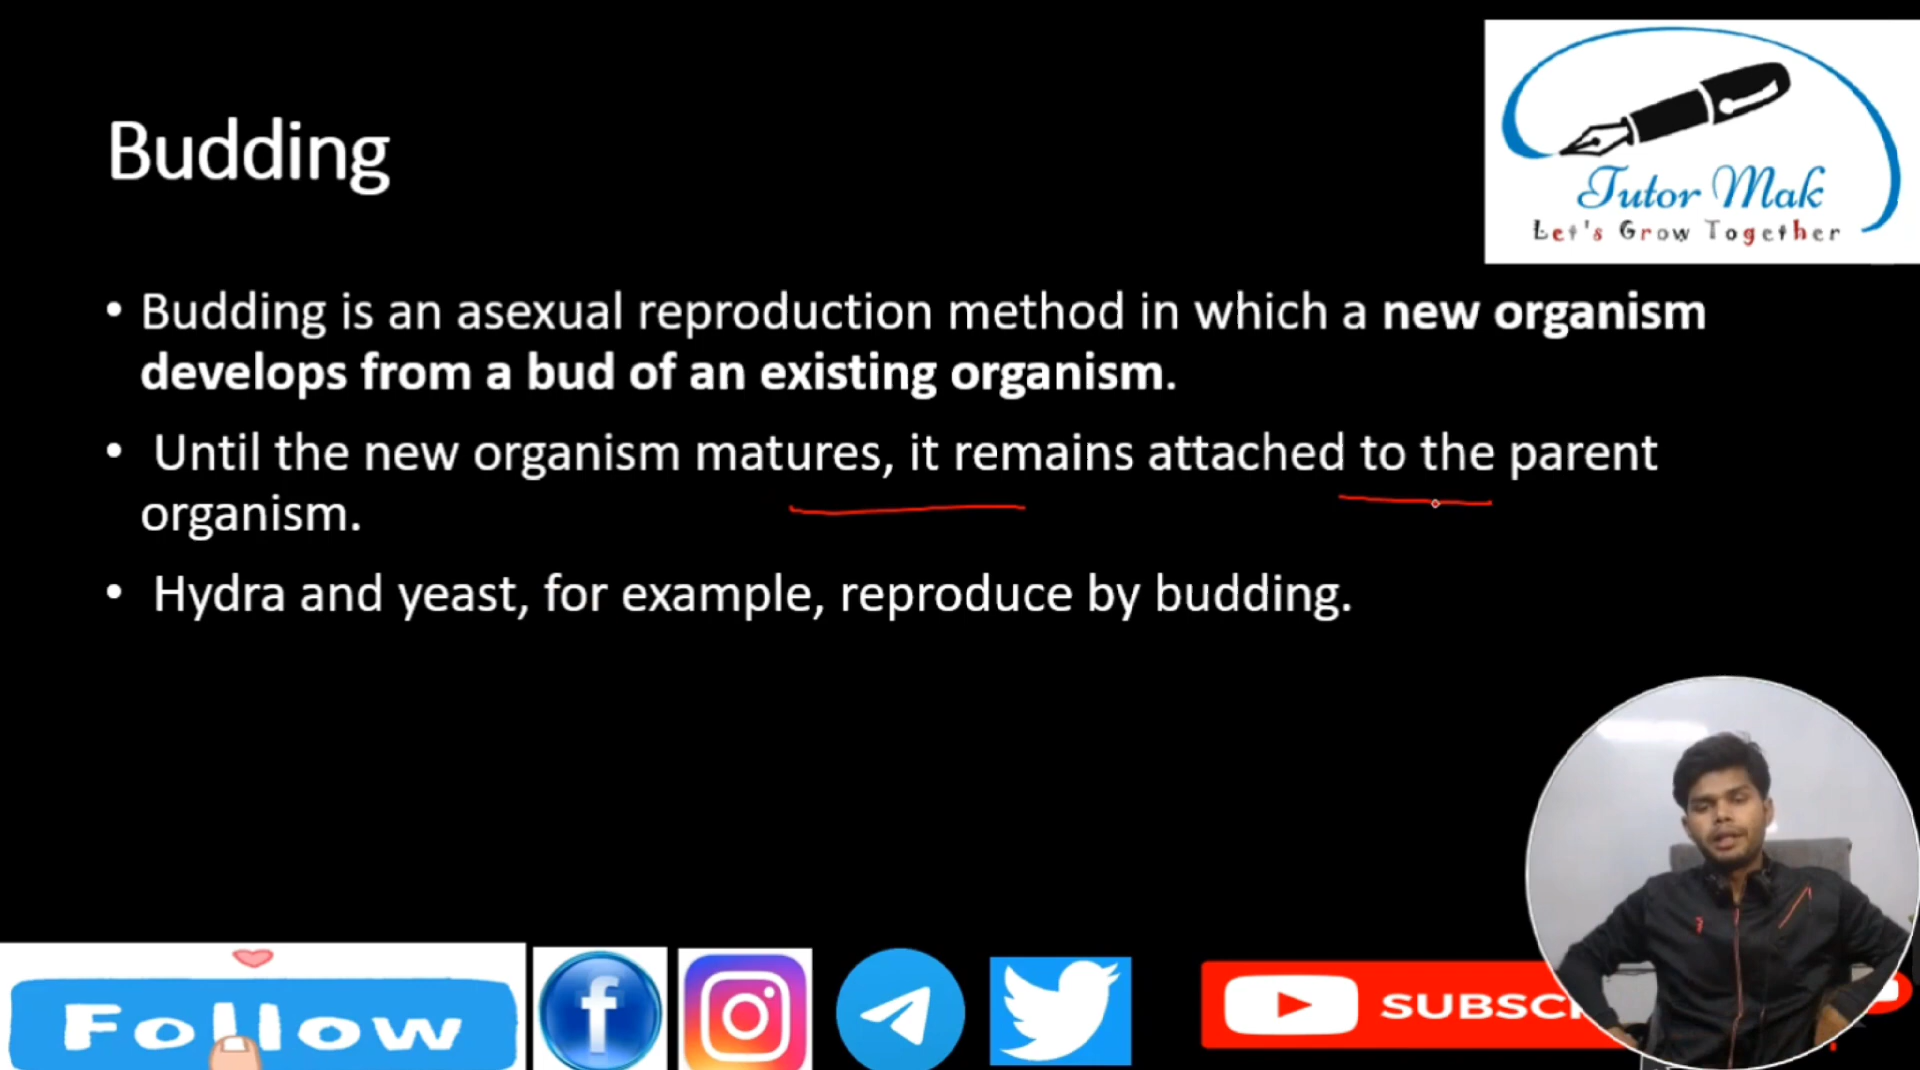 Tutor Mak
Let's Grow Together
Budding
• Budding is an asexual reproduction method in which a new organism
develops from a bud of an existing organism.
• Until the new organism matures, it remains attached to the parent
organism.
• Hydra and yeast, for example, reproduce by budding.
Follow
f
SUBSC